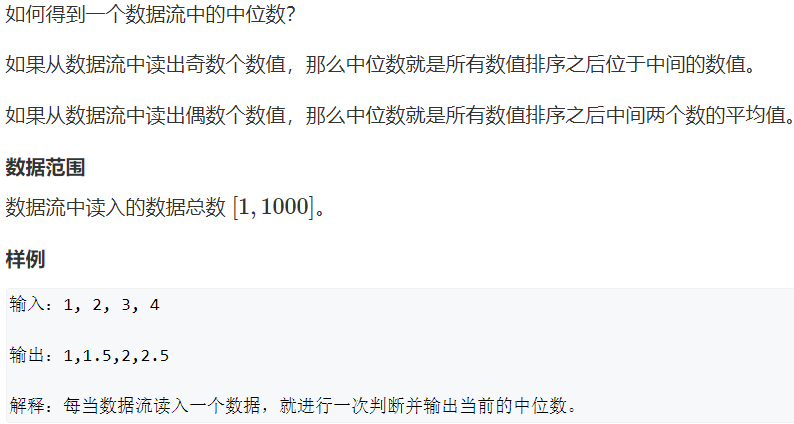 如何得到一个数据流中的中位数？
如果从数据流中读出奇数个数值，那么中位数就是所有数值排序之后位于中间的数值。
如果从数据流中读出偶数个数值，那么中位数就是所有数值排序之后中间两个数的平均值。
数据范围
数据流中读入的数据总数 [1,1000]。
样例
输入：1, 2, 3, 4
输出：1,1.5,2,2.5
解释：每当数据流读入一个数据，就进行一次判断并输出当前的中位数。